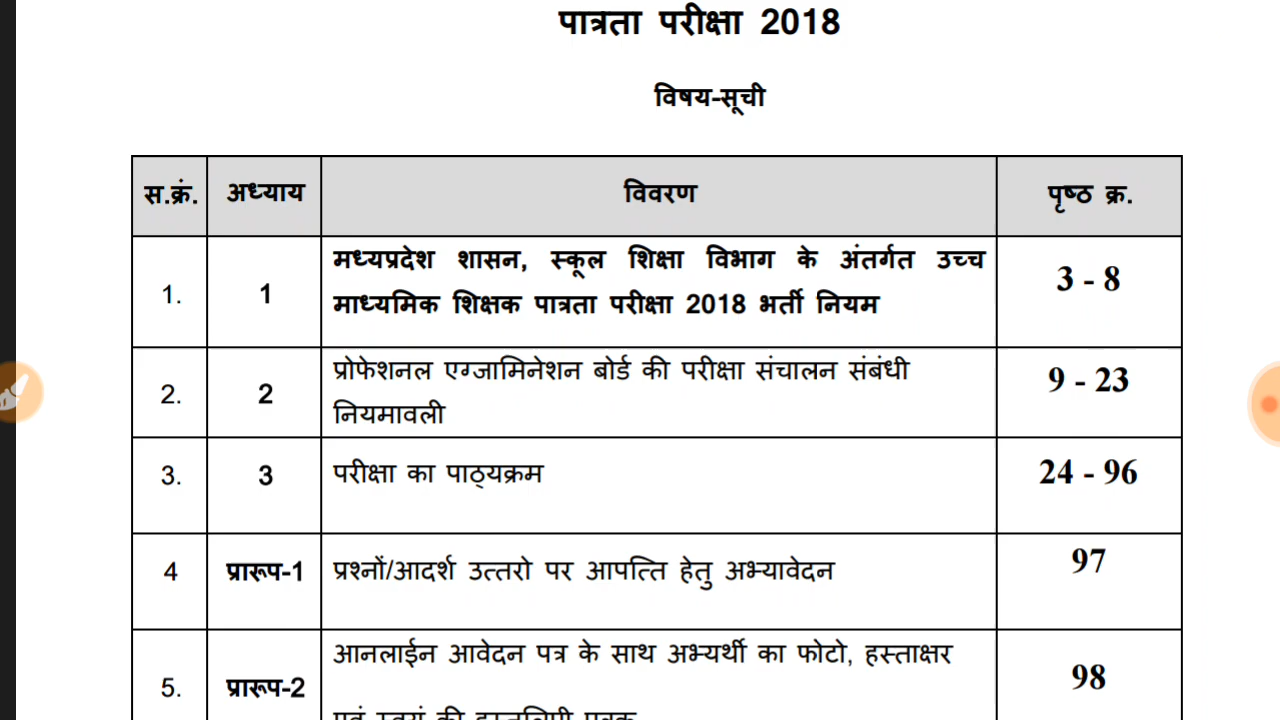 पात्रता परीक्षा 2018
विषय-सूची
स.क्रं. अध्याय विवरण पृष्ठ क्र.
1. 1 मध्यप्रदेश शासन, स्कूल शिक्षा विभाग के अंतर्गत उच्च 3 - 8
माध्यमिक शिक्षक पात्रता परीक्षा 2018 भर्ती नियम
2. 2 प्रोफेशनल एग्जामिनेशन बोर्ड की परीक्षा संचालन संबंधी 9 - 23
नियमावली
3. 3 परीक्षा का पाठ्यक्रम 24 - 96
4 प्रारूप-1 प्रश्नों/आदर्श उत्तरो पर आपत्ति हेतु अभ्यावेदन 97
5. प्रारूप-2 आनलाईन आवेदन पत्र के साथ अभ्यर्थी का फोटो, हस्ताक्षर 98